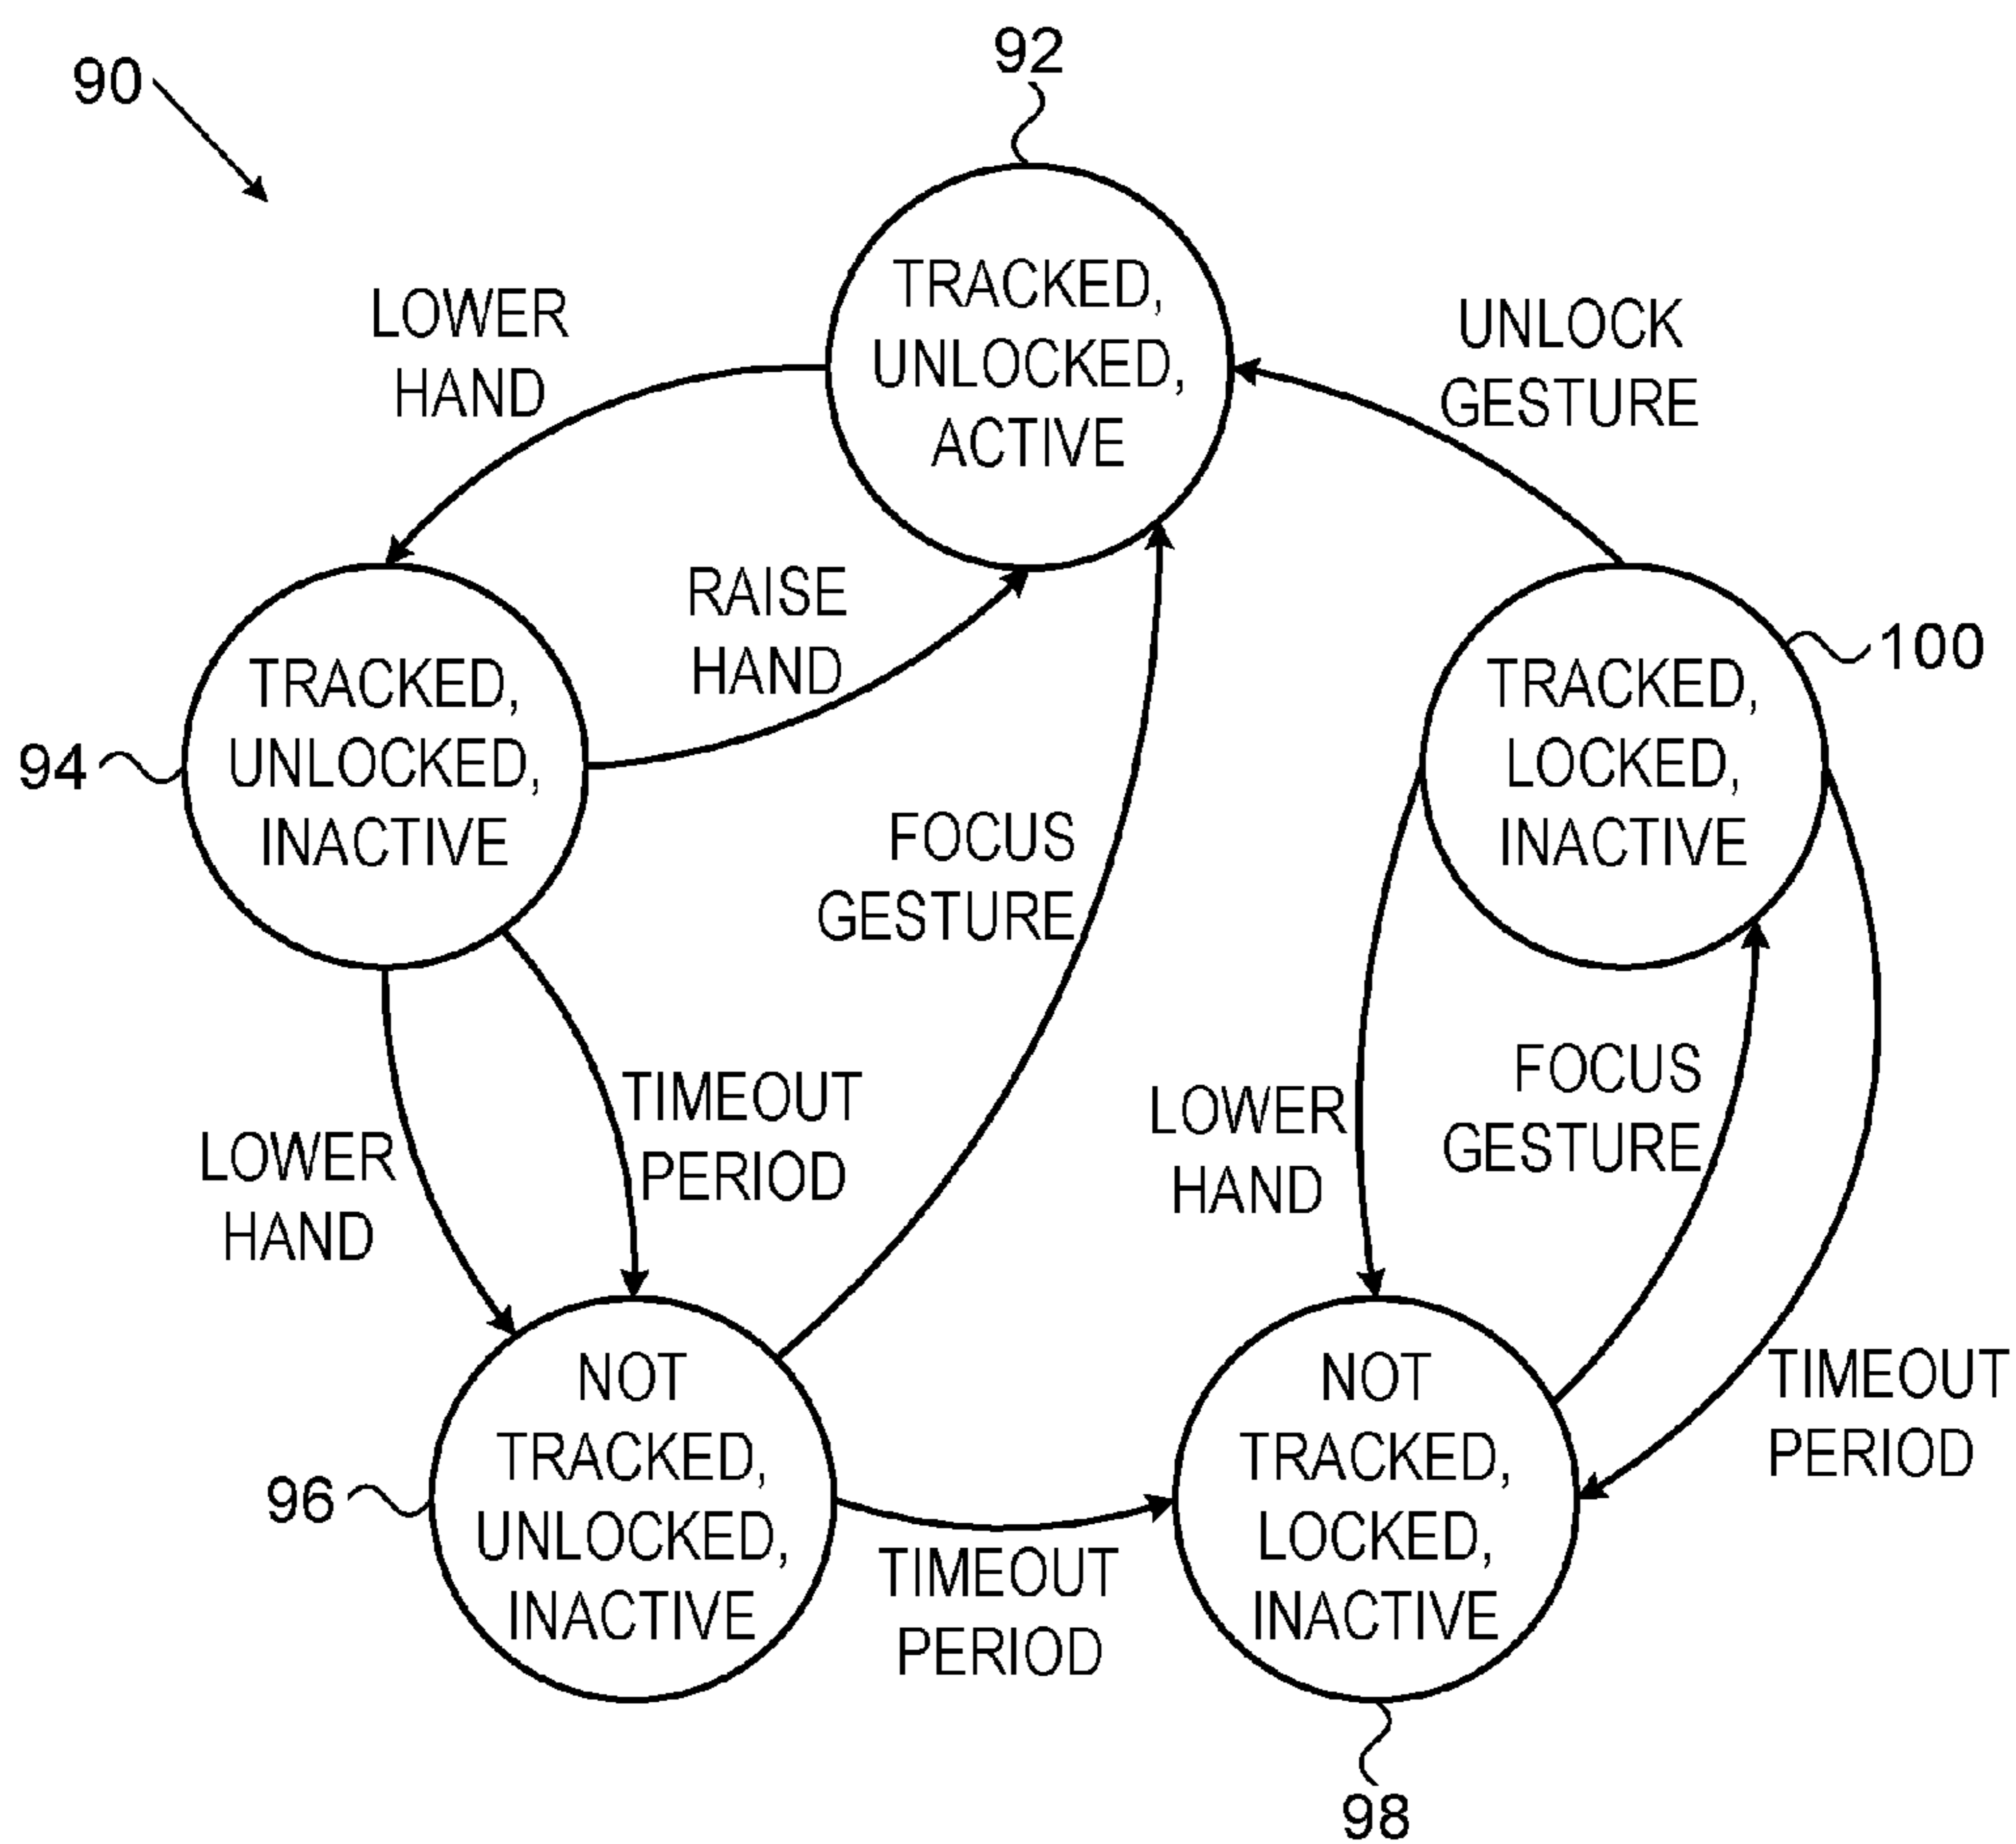 90
92
TRACKED,
UNLOCKED,
ACTIVE
LOWER
HAND
UNLOCK
GESTURE
RAISE
HAND
94
TRACKED,
UNLOCKED,
INACTIVE
100
TRACKED,
LOCKED,
INACTIVE
FOCUS
GESTURE
LOWER
HAND
TIMEOUT
PERIOD
LOWER
HAND
FOCUS
GESTURE
TIMEOUT
PERIOD
96
NOT
TRACKED,
UNLOCKED,
INACTIVE
TIMEOUT
PERIOD
NOT
TRACKED,
LOCKED,
INACTIVE
98